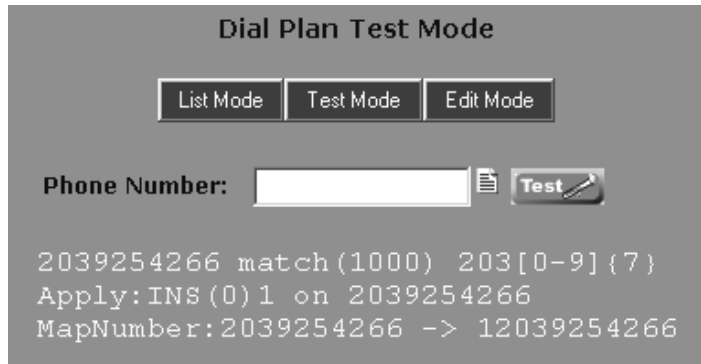 Dial Plan Test Mode
List Mode Test Mode Edit Mode
Phone Number: Test
2039254266 match(1000) 203[0-9]{7}
Apply:INS(0)1 on 2039254266
MapNumber:2039254266 -> 12039254266